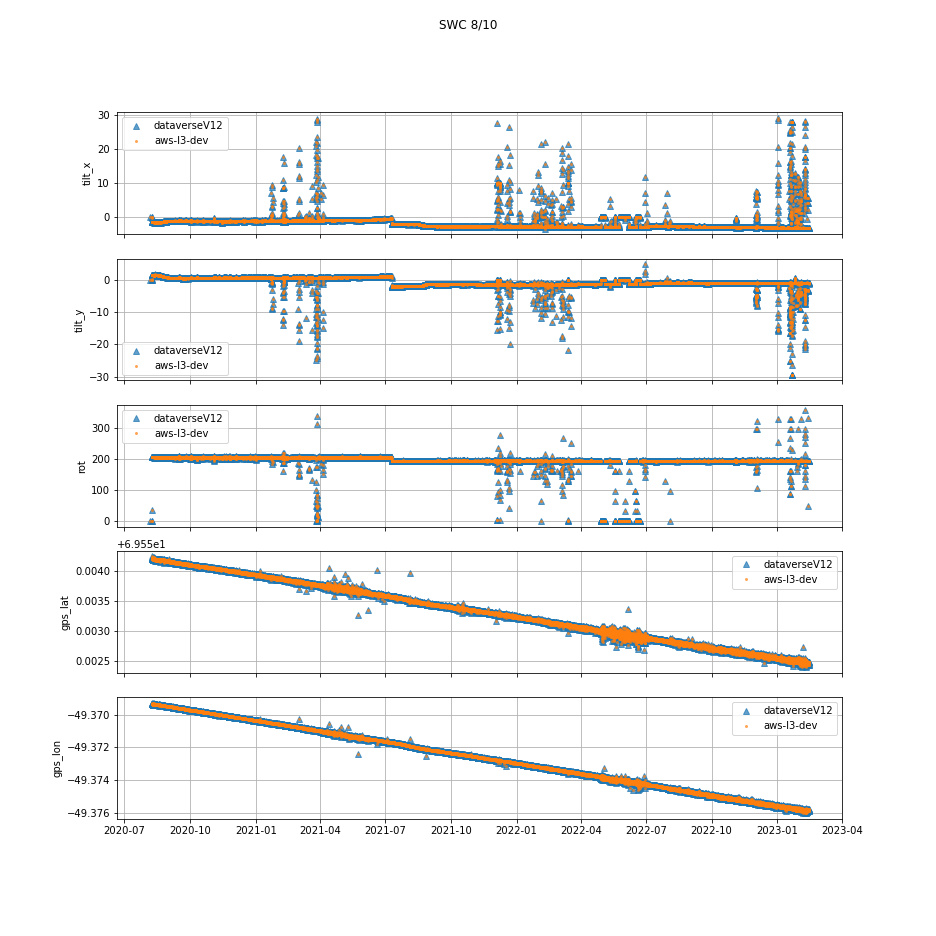 SWC 8/10
30
20
10
0
tilt_x
dataverseV12
aws-l3-dev
0
−10
−20
−30
tilt_y
dataverseV12
aws-l3-dev
300
200
100
0
rot
dataverseV12
aws-l3-dev
+6.955e1
0.0040
0.0035
0.0030
0.0025
gps_lat
dataverseV12
aws-l3-dev
−49.370
−49.372
−49.374
−49.376
gps_lon
dataverseV12
aws-l3-dev
2020-07 2020-10 2021-01 2021-04 2021-07 2021-10 2022-01 2022-04 2022-07 2022-10 2023-01 2023-04